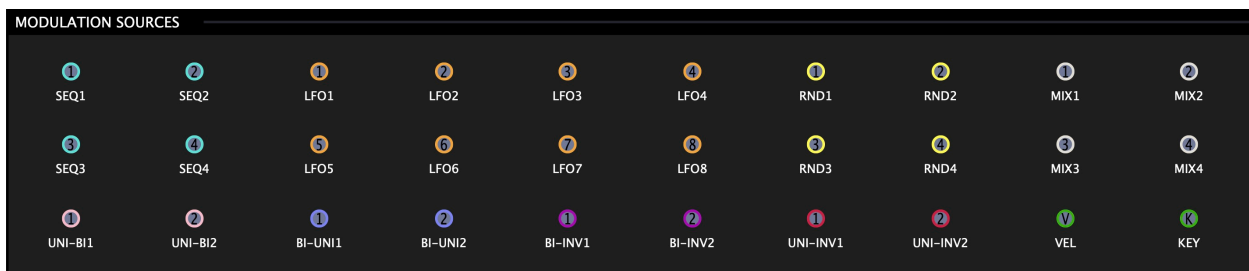 MODULATION SOURCES
1 2 1 2 3 4 1 2 1 2
SEQ1 SEQ2 LFO1 LFO2 LFO3 LFO4 RND1 RND2 MIX1 MIX2
3 4 5 6 7 8 3 4 3 4
SEQ3 SEQ4 LFO5 LFO6 LFO7 LFO8 RND3 RND4 MIX3 MIX4
1 2 1 2 1 2 1 2 V K
UNI-BI1 UNI-BI2 BI-UNI1 BI-UNI2 BI-INV1 BI-INV2 UNI-INV1 UNI-INV2 VEL KEY